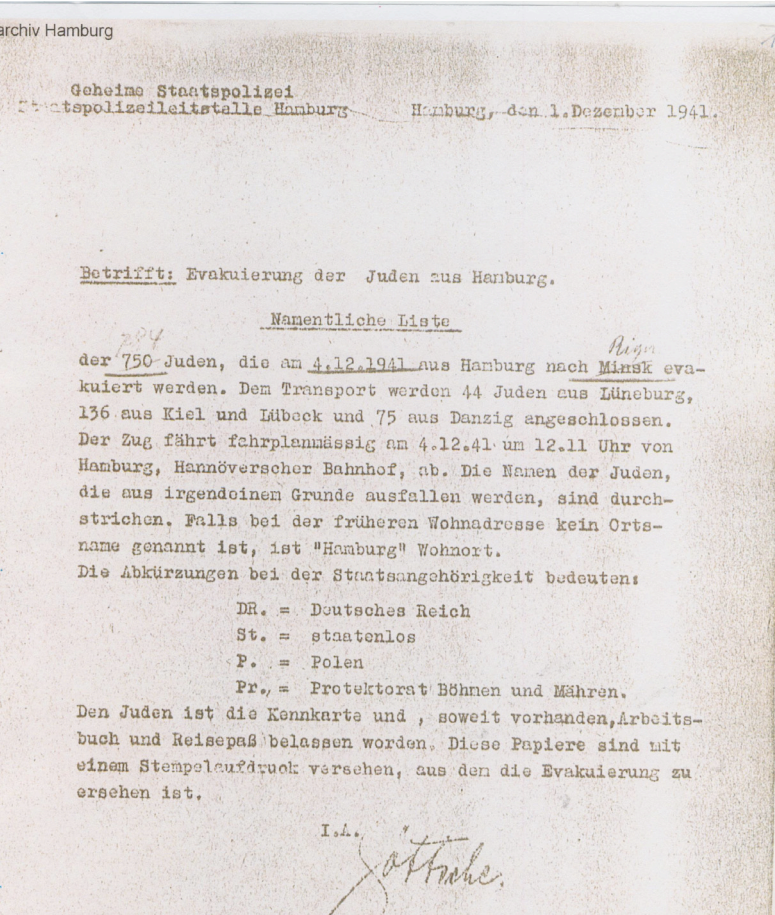 archiv Hamburg
Geheime Staatspolizei
Staatspolizeileitstelle Hamburg Hamburg, den 1.Dezember 1941.
Betrifft: Evakuierung der Juden aus Hamburg.
Namentliche Liste
Riga
der 750 Juden, die am 4.12.1941 aus Hamburg nach Minsk eva-
kuiert werden. Dem Transport werden 44 Juden aus Lüneburg,
136 aus Kiel und Lübeck und 75 aus Danzig angeschlossen.
Der Zug fährt fahrplanmässig am 4.12.41 um 12.11 Uhr von
Hamburg, Hannöverscher Bahnhof, ab. Die Namen der Juden,
die aus irgendeinem Grunde ausfallen werden, sind durch-
strichen. Falls bei der früheren Wohnadresse kein Orts-
name genannt ist, ist "Hamburg" Wohnort.
Die Abkürzungen bei der Staatsangehörigkeit bedeuten:
DR. = Deutsches Reich
St. = staatenlos
P. = Polen
Pr. = Protektorat Böhmen und Mähren.
Den Juden ist die Kennkarte und , soweit vorhanden,Arbeits-
buch und Reisepaß belassen worden. Diese Papiere sind mit
einem Stempelaufdruck versehen, aus dem die Evakuierung zu
ersehen ist.
I.A.
Göttsche.